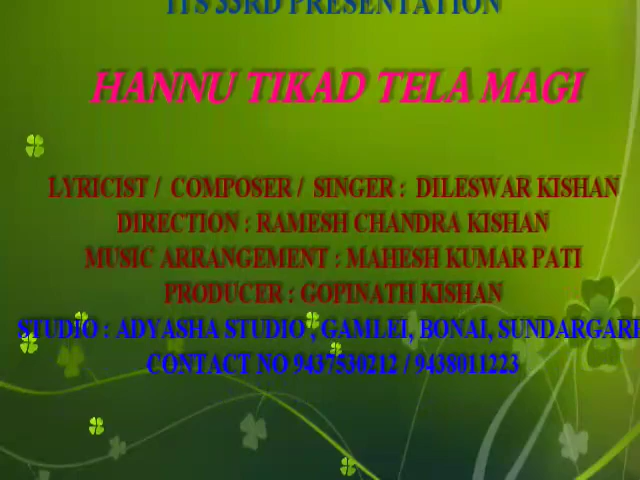 ITS 33RD PRESENTATION
HANNU TIKAD TELA MAGI
LYRICIST / COMPOSER / SINGER : DILESWAR KISHAN
DIRECTION : RAMESH CHANDRA KISHAN
MUSIC ARRANGEMENT : MAHESH KUMAR PATI
PRODUCER : GOPINATH KISHAN
STUDIO : ADYASHA STUDIO , GAMLEI, BONAI, SUNDARGARH
CONTACT NO 9437530212 / 9438011223